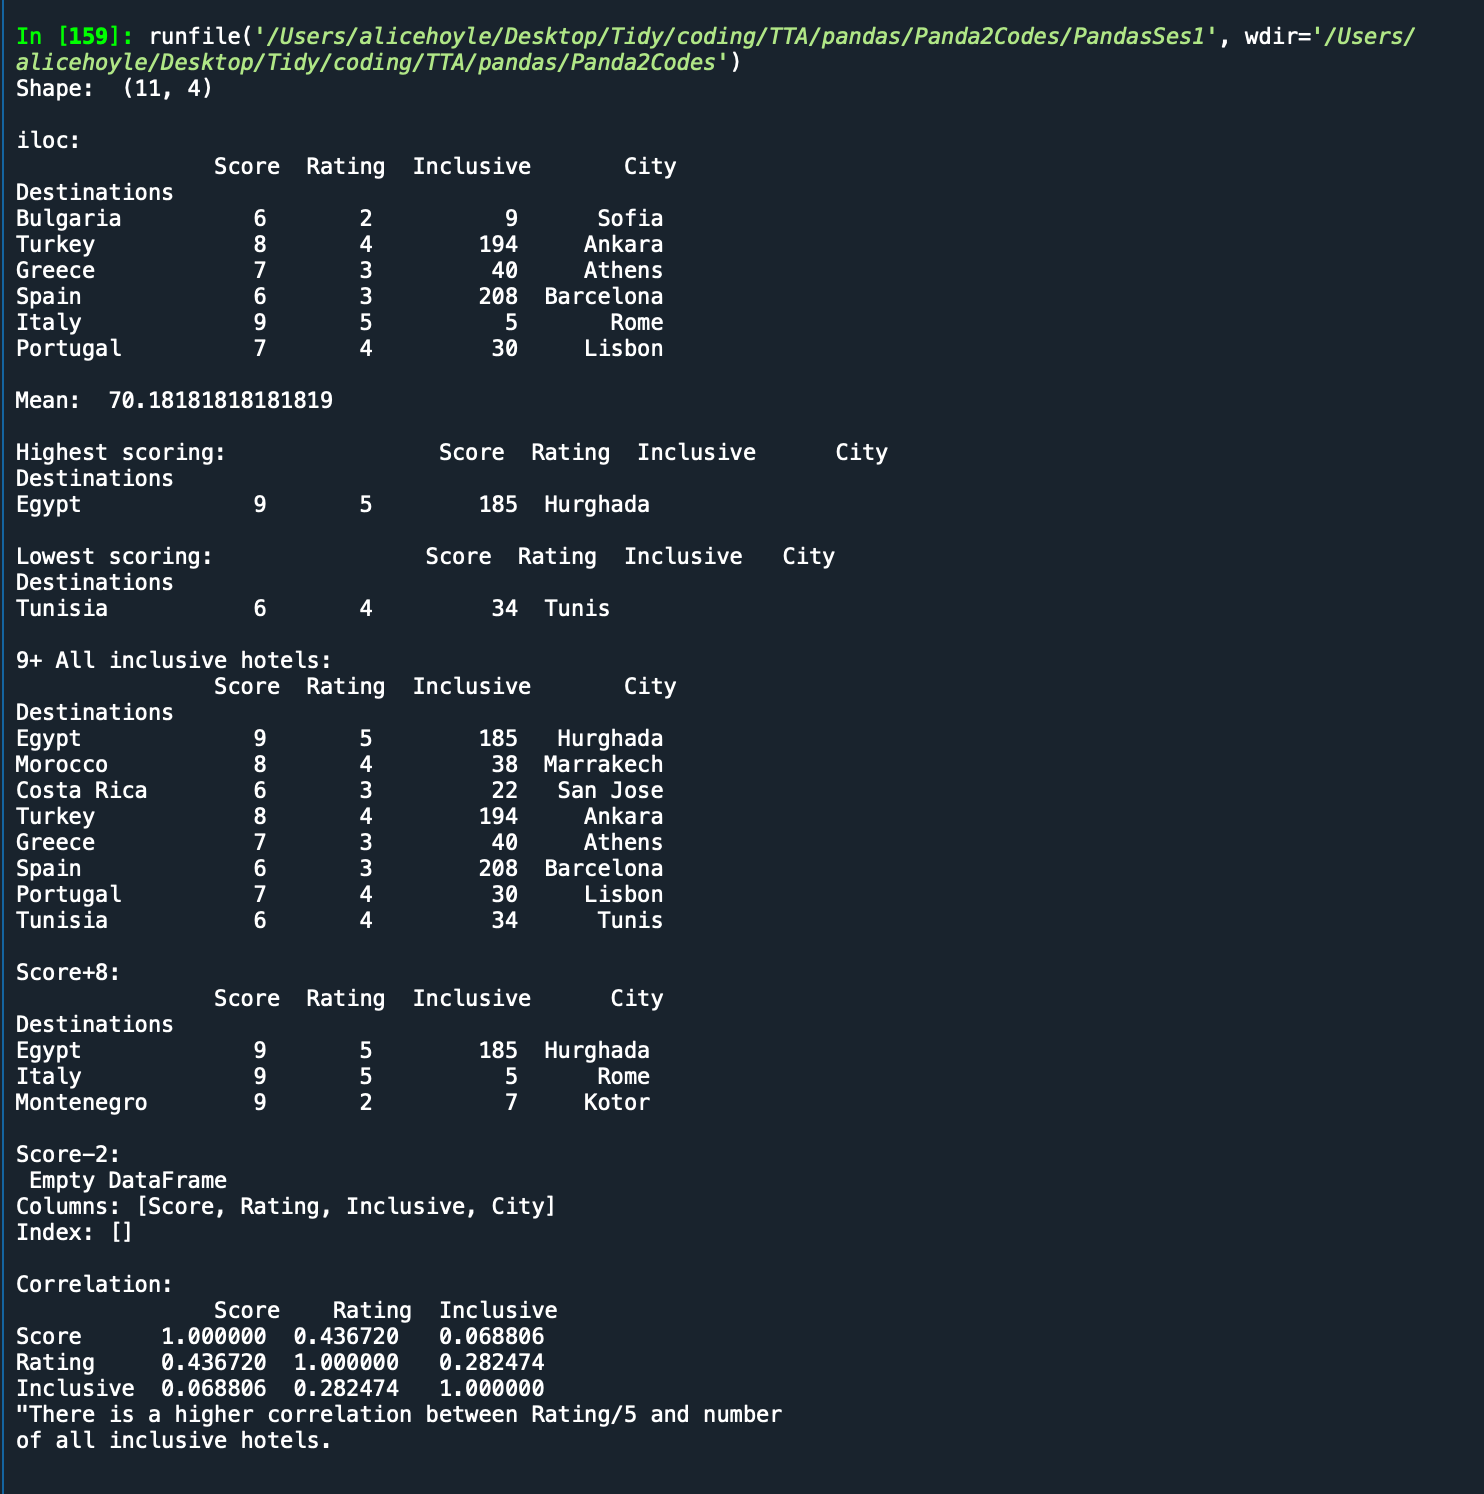 In [159]: runfile('/Users/alicehoyle/Desktop/Tidy/coding/TTA/pandas/Panda2Codes/PandasSes1', wdir='/Users/
alicehoyle/Desktop/Tidy/coding/TTA/pandas/Panda2Codes')
Shape:  (11, 4)
iloc:
               Score  Rating  Inclusive       City
Destinations
Bulgaria          6       2          9      Sofia
Turkey            8       4        194     Ankara
Greece            7       3         40     Athens
Spain             6       3        208  Barcelona
Italy             9       5          5       Rome
Portugal          7       4         30     Lisbon
Mean:  70.18181818181819
Highest scoring:                Score  Rating  Inclusive      City
Destinations
Egypt             9       5        185  Hurghada
Lowest scoring:                Score  Rating  Inclusive   City
Destinations
Tunisia           6       4         34  Tunis
9+ All inclusive hotels:
               Score  Rating  Inclusive       City
Destinations
Egypt             9       5        185   Hurghada
Morocco           8       4         38  Marrakech
Costa Rica        6       3         22   San Jose
Turkey            8       4        194     Ankara
Greece            7       3         40     Athens
Spain             6       3        208  Barcelona
Portugal          7       4         30     Lisbon
Tunisia           6       4         34      Tunis
Score+8:
               Score  Rating  Inclusive      City
Destinations
Egypt             9       5        185  Hurghada
Italy             9       5          5      Rome
Montenegro        9       2          7     Kotor
Score-2:
 Empty DataFrame
Columns: [Score, Rating, Inclusive, City]
Index: []
Correlation:
               Score    Rating  Inclusive
Score      1.000000  0.436720   0.068806
Rating     0.436720  1.000000   0.282474
Inclusive  0.068806  0.282474   1.000000
"There is a higher correlation between Rating/5 and number
of all inclusive hotels.